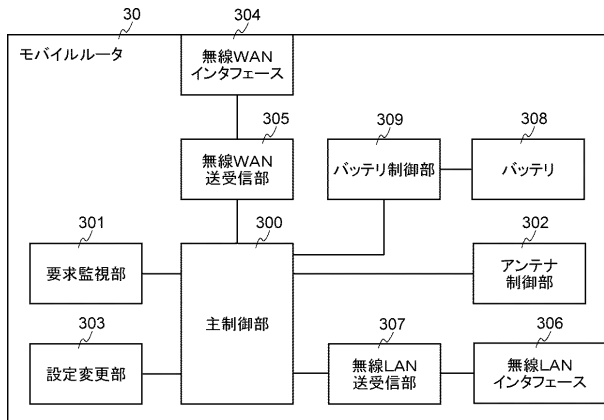 30
モバイルルータ
304
無線WAN
インタフェース
305
無線WAN
送受信部
309
バッテリ制御部
308
バッテリ
301
要求監視部
300
主制御部
302
アンテナ
制御部
303
設定変更部
307
無線LAN
送受信部
306
無線LAN
インタフェース